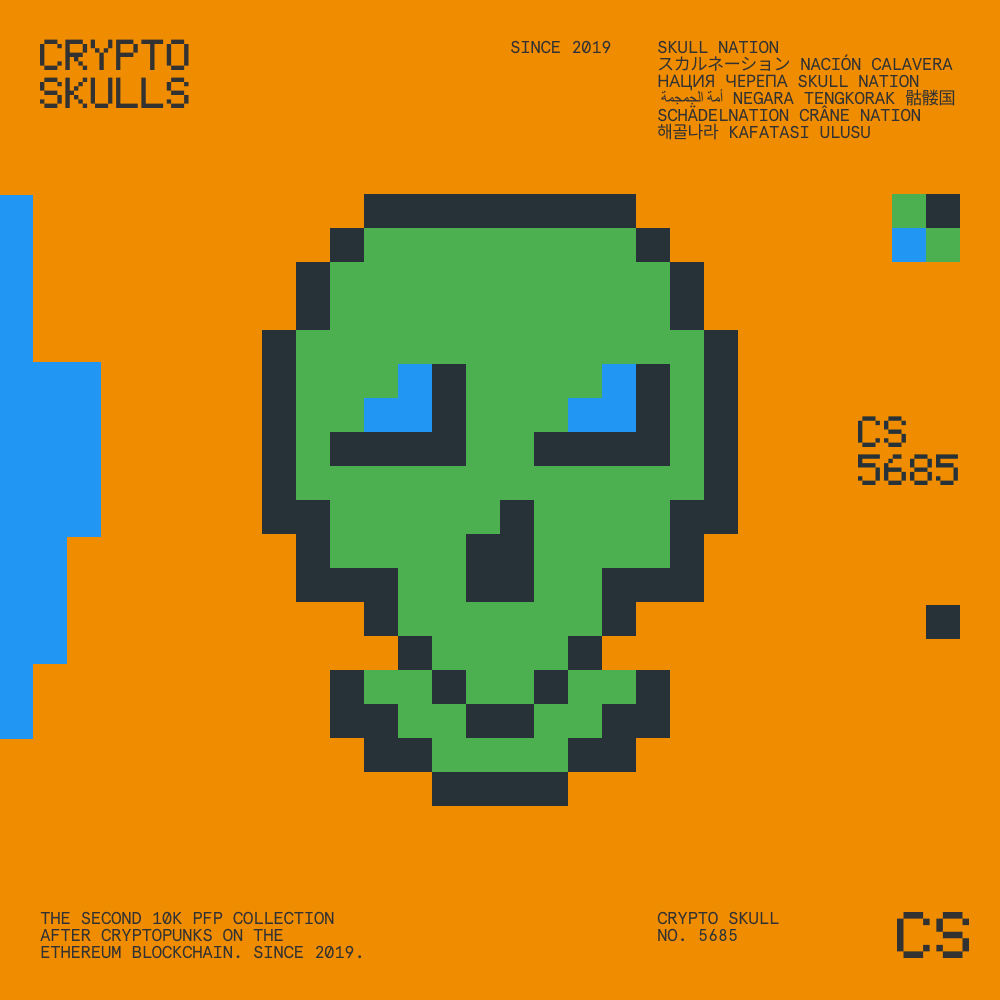 CRYPTO
SKULLS
SINCE 2019
SKULL NATION
スカルネーション NACIÓN CALAVERA
НАЦИЯ ЧЕРЕПА SKULL NATION
أمة الجمجمة NEGARA TENGKORAK 骷髅国
SCHÄDELNATION CRÂNE NATION
해골나라 KAFATASI ULUSU
CS
5685
THE SECOND 10K PFP COLLECTION
AFTER CRYPTOPUNKS ON THE
ETHEREUM BLOCKCHAIN. SINCE 2019.
CRYPTO SKULL
NO. 5685
CS